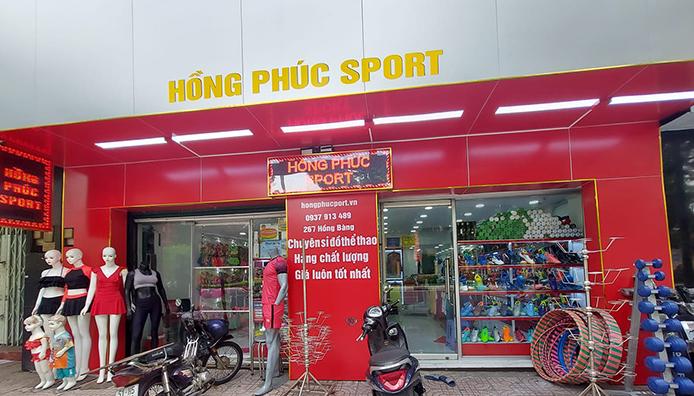 HỒNG PHÚC SPORT
HỒNG
PHÚC
SPORT
HỒNG PHÚC
SPORT
hongphucport.vn
0937 913 489
267 Hồng Bàng
Chuyên sỉ đồ thể thao
Hàng chất lượng
Giá luôn tốt nhất